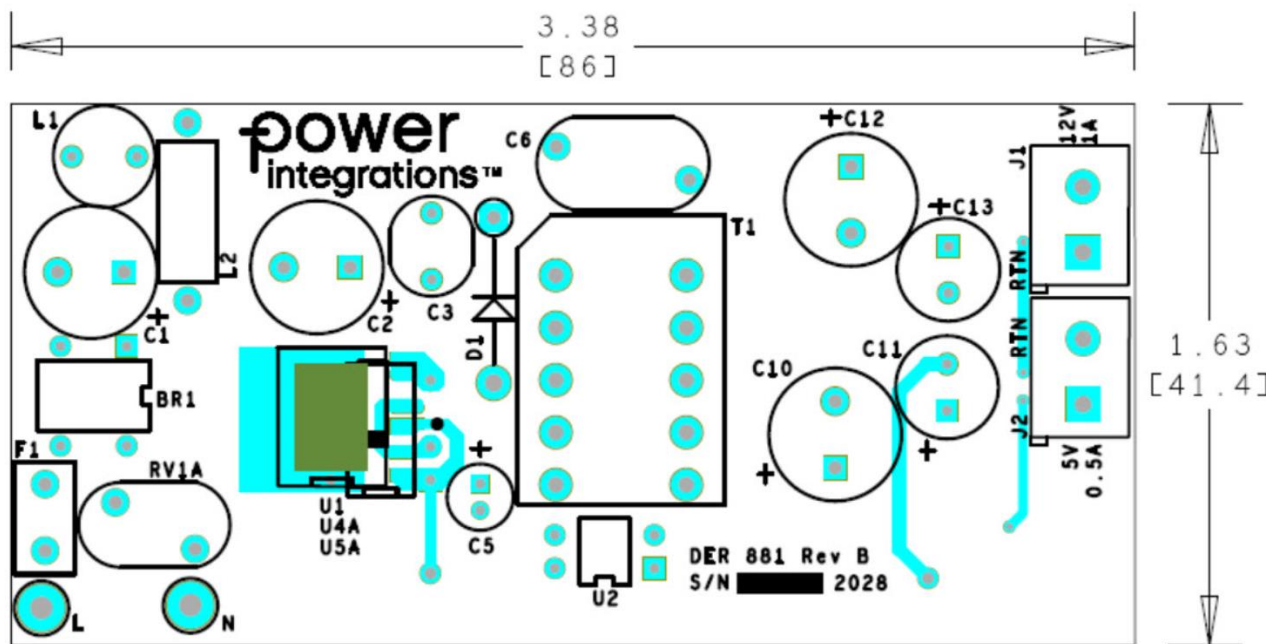 3.38
[86]
L1
power
integrations™
C6
+C12
12V
1A
J1
+C13
L2
T1
RTN
+
C1
+
C2
C3
D1
C10
C11
RTN
1.63
[41.4]
BR1
F1
RV1A
+
+
J2
5V
0.5A
+
U1
U4A
U5A
C5
DER 881 Rev B
S/N 2028
U2
L
N